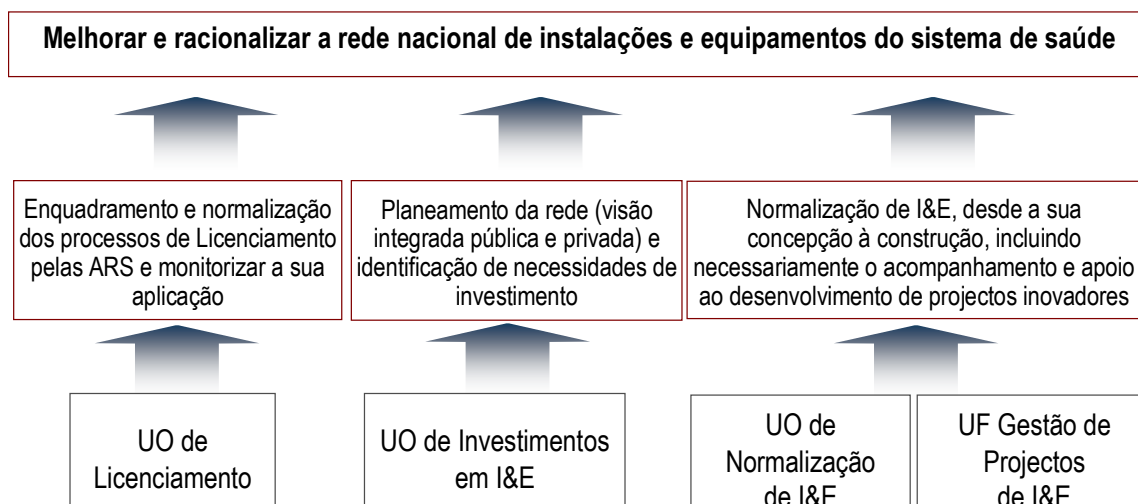 Melhorar e racionalizar a rede nacional de instalações e equipamentos do sistema de saúde
Enquadramento e normalização
dos processos de Licenciamento
pelas ARS e monitorizar a sua
aplicação
Planeamento da rede (visão
integrada pública e privada) e
identificação de necessidades de
investimento
Normalização de I&E, desde a sua
concepção à construção, incluindo
necessariamente o acompanhamento e apoio
ao desenvolvimento de projectos inovadores
UO de
Licenciamento
UO de Investimentos
em I&E
UO de
Normalização
de I&E
UF Gestão de
Projectos
de I&E